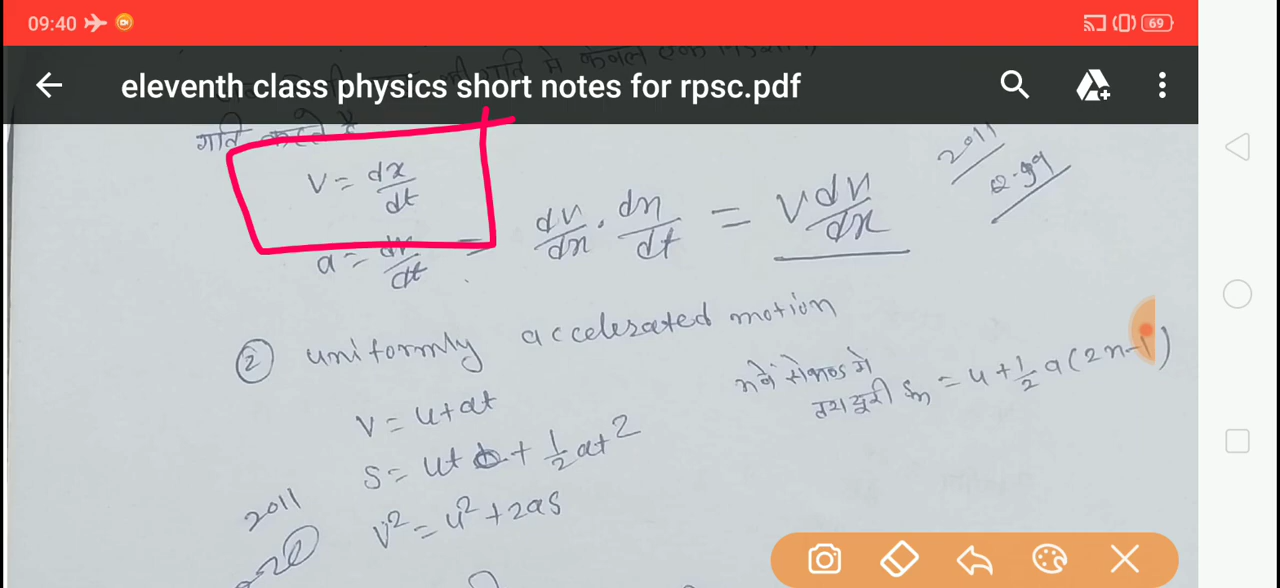 09:40
69
eleventh class physics short notes for rpsc.pdf
गति करते है
v = dx/dt
a = dv/dt = dv/dx . dx/dt = v dv/dx
2011
Q.99
② uniformly accelerated motion
v = u+at
s = ut + 1/2 at²
v² = u² + 2as
नवें सेकण्ड में
तय दूरी Sn = u + 1/2 a(2n-1)
2011